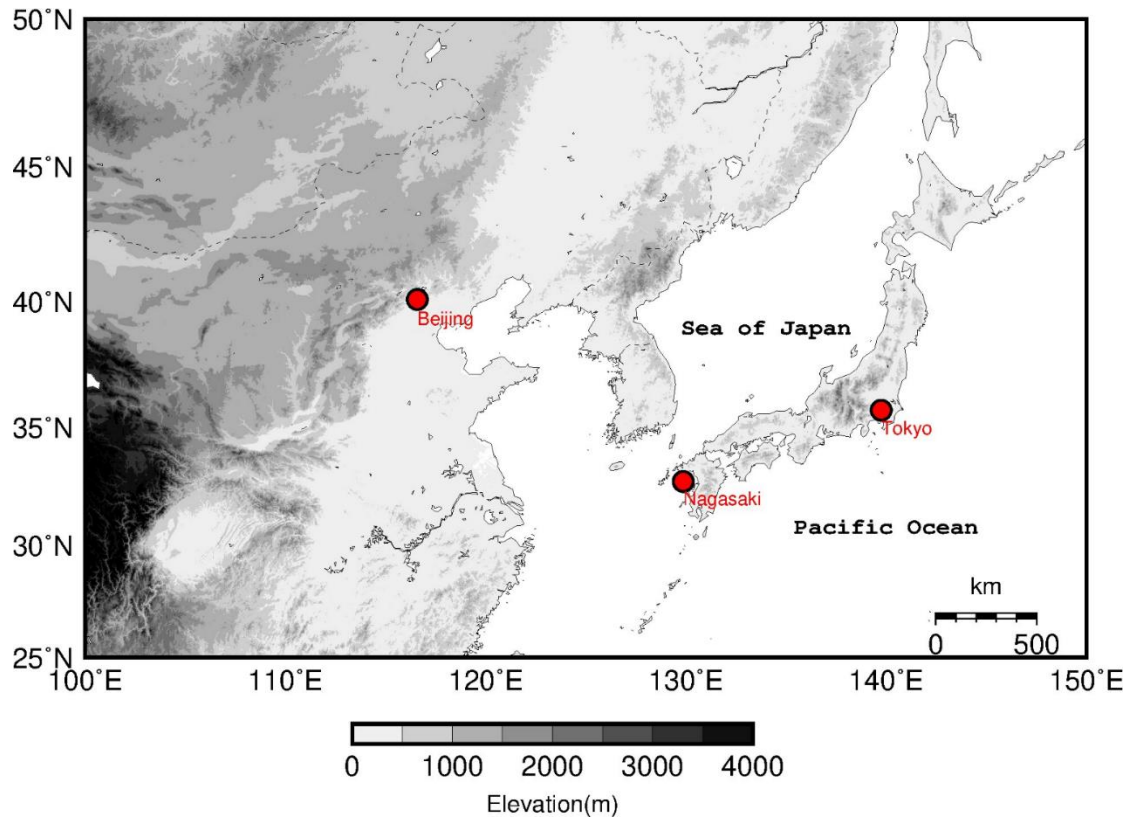 50˚N
45˚N
40˚N
35˚N
30˚N
25˚N
100˚E
110˚E
120˚E
130˚E
140˚E
150˚E
Beijing
Sea of Japan
Tokyo
Nagasaki
Pacific Ocean
km
0 500
0 1000 2000 3000 4000
Elevation(m)